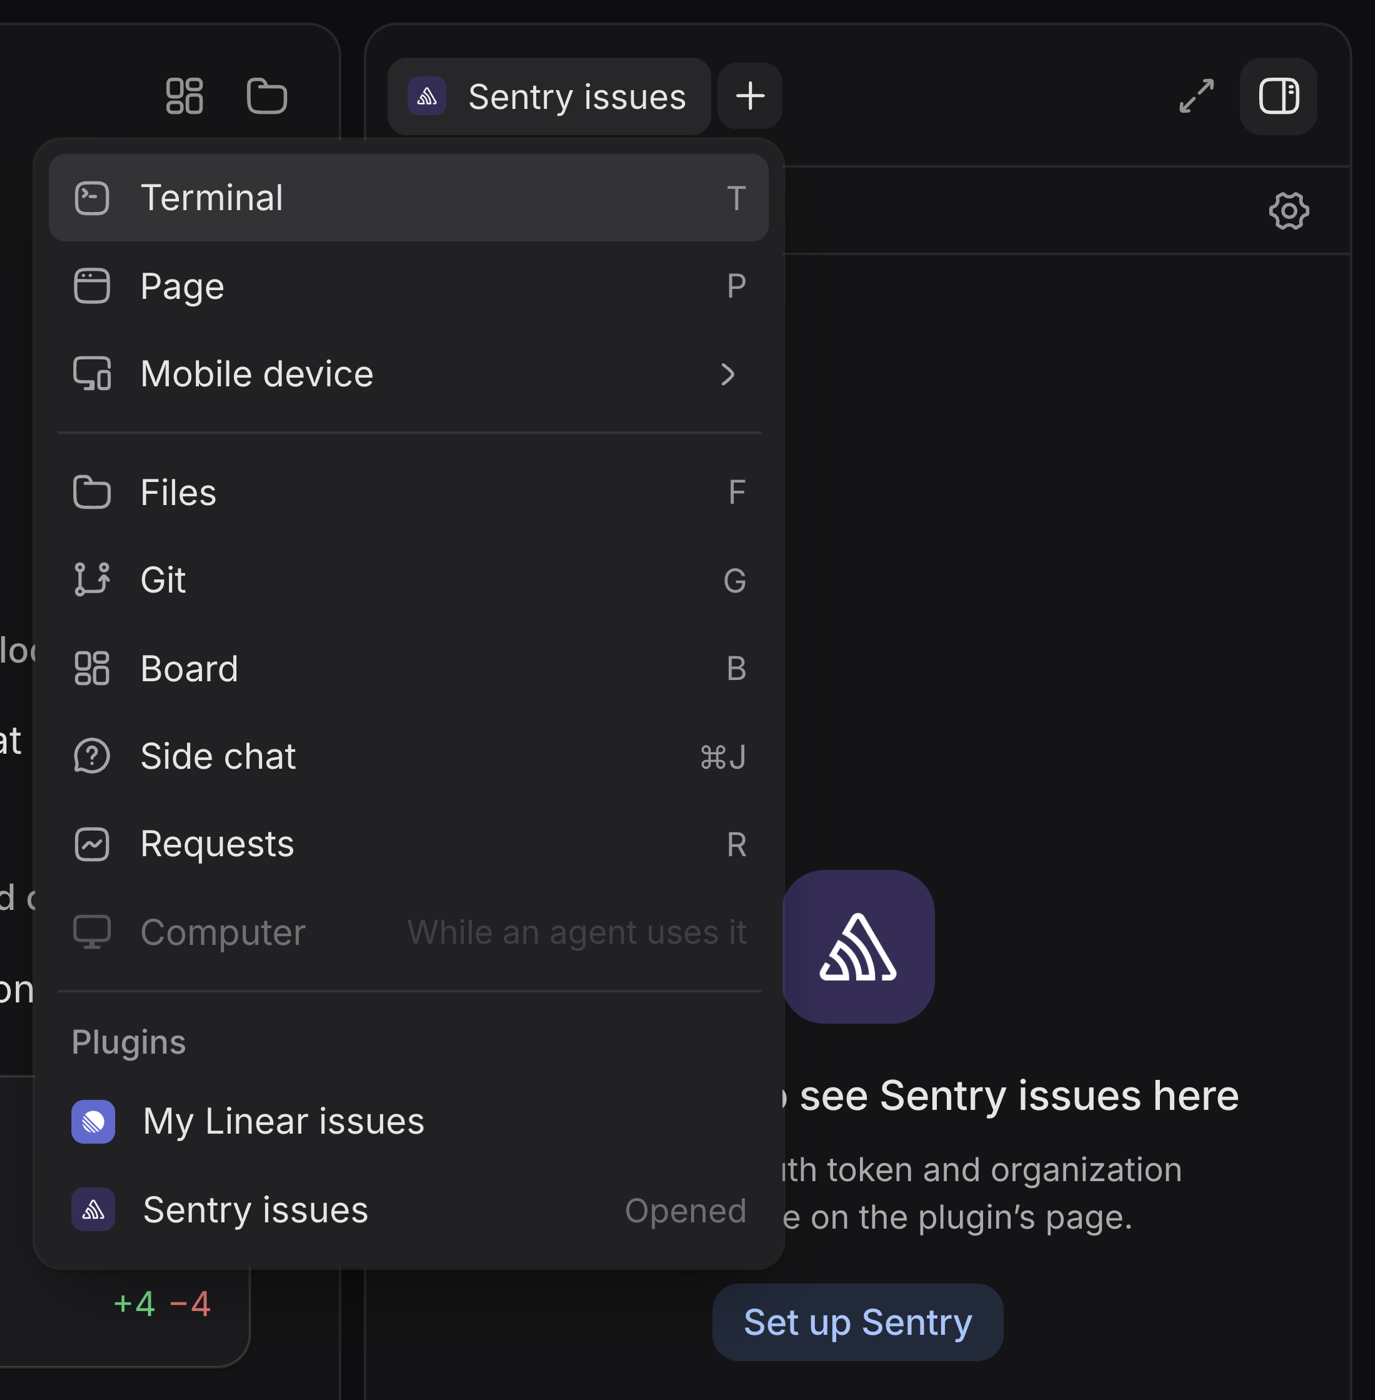 Sentry issues
Terminal T
Page P
Mobile device
Files F
Git G
Board B
Side chat ⌘J
Requests R
Computer While an agent uses it
Plugins
My Linear issues
Sentry issues Opened
at
on
see Sentry issues here
token and organization
on the plugin’s page.
+4 −4
Set up Sentry